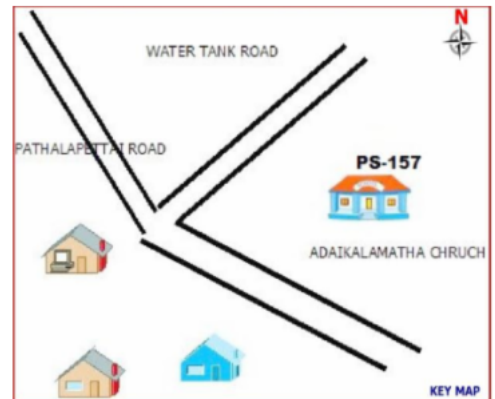 N
WATER TANK ROAD
PATHALAPETTAI ROAD
PS-157
ADAIKALAMATHA CHRUCH
KEY MAP